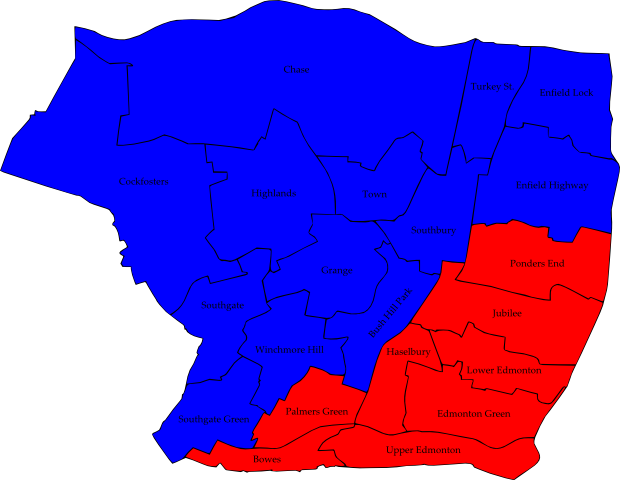 Chase
Turkey St
Enfield Lock
Cockfosters
Highlands
Town
Enfield Highway
Southbury
Ponders End
Grange
Southgate
Bush Hill Park
Jubilee
Winchmore Hill
Haselbury
Lower Edmonton
Southgate Green
Palmers Green
Edmonton Green
Bowes
Upper Edmonton